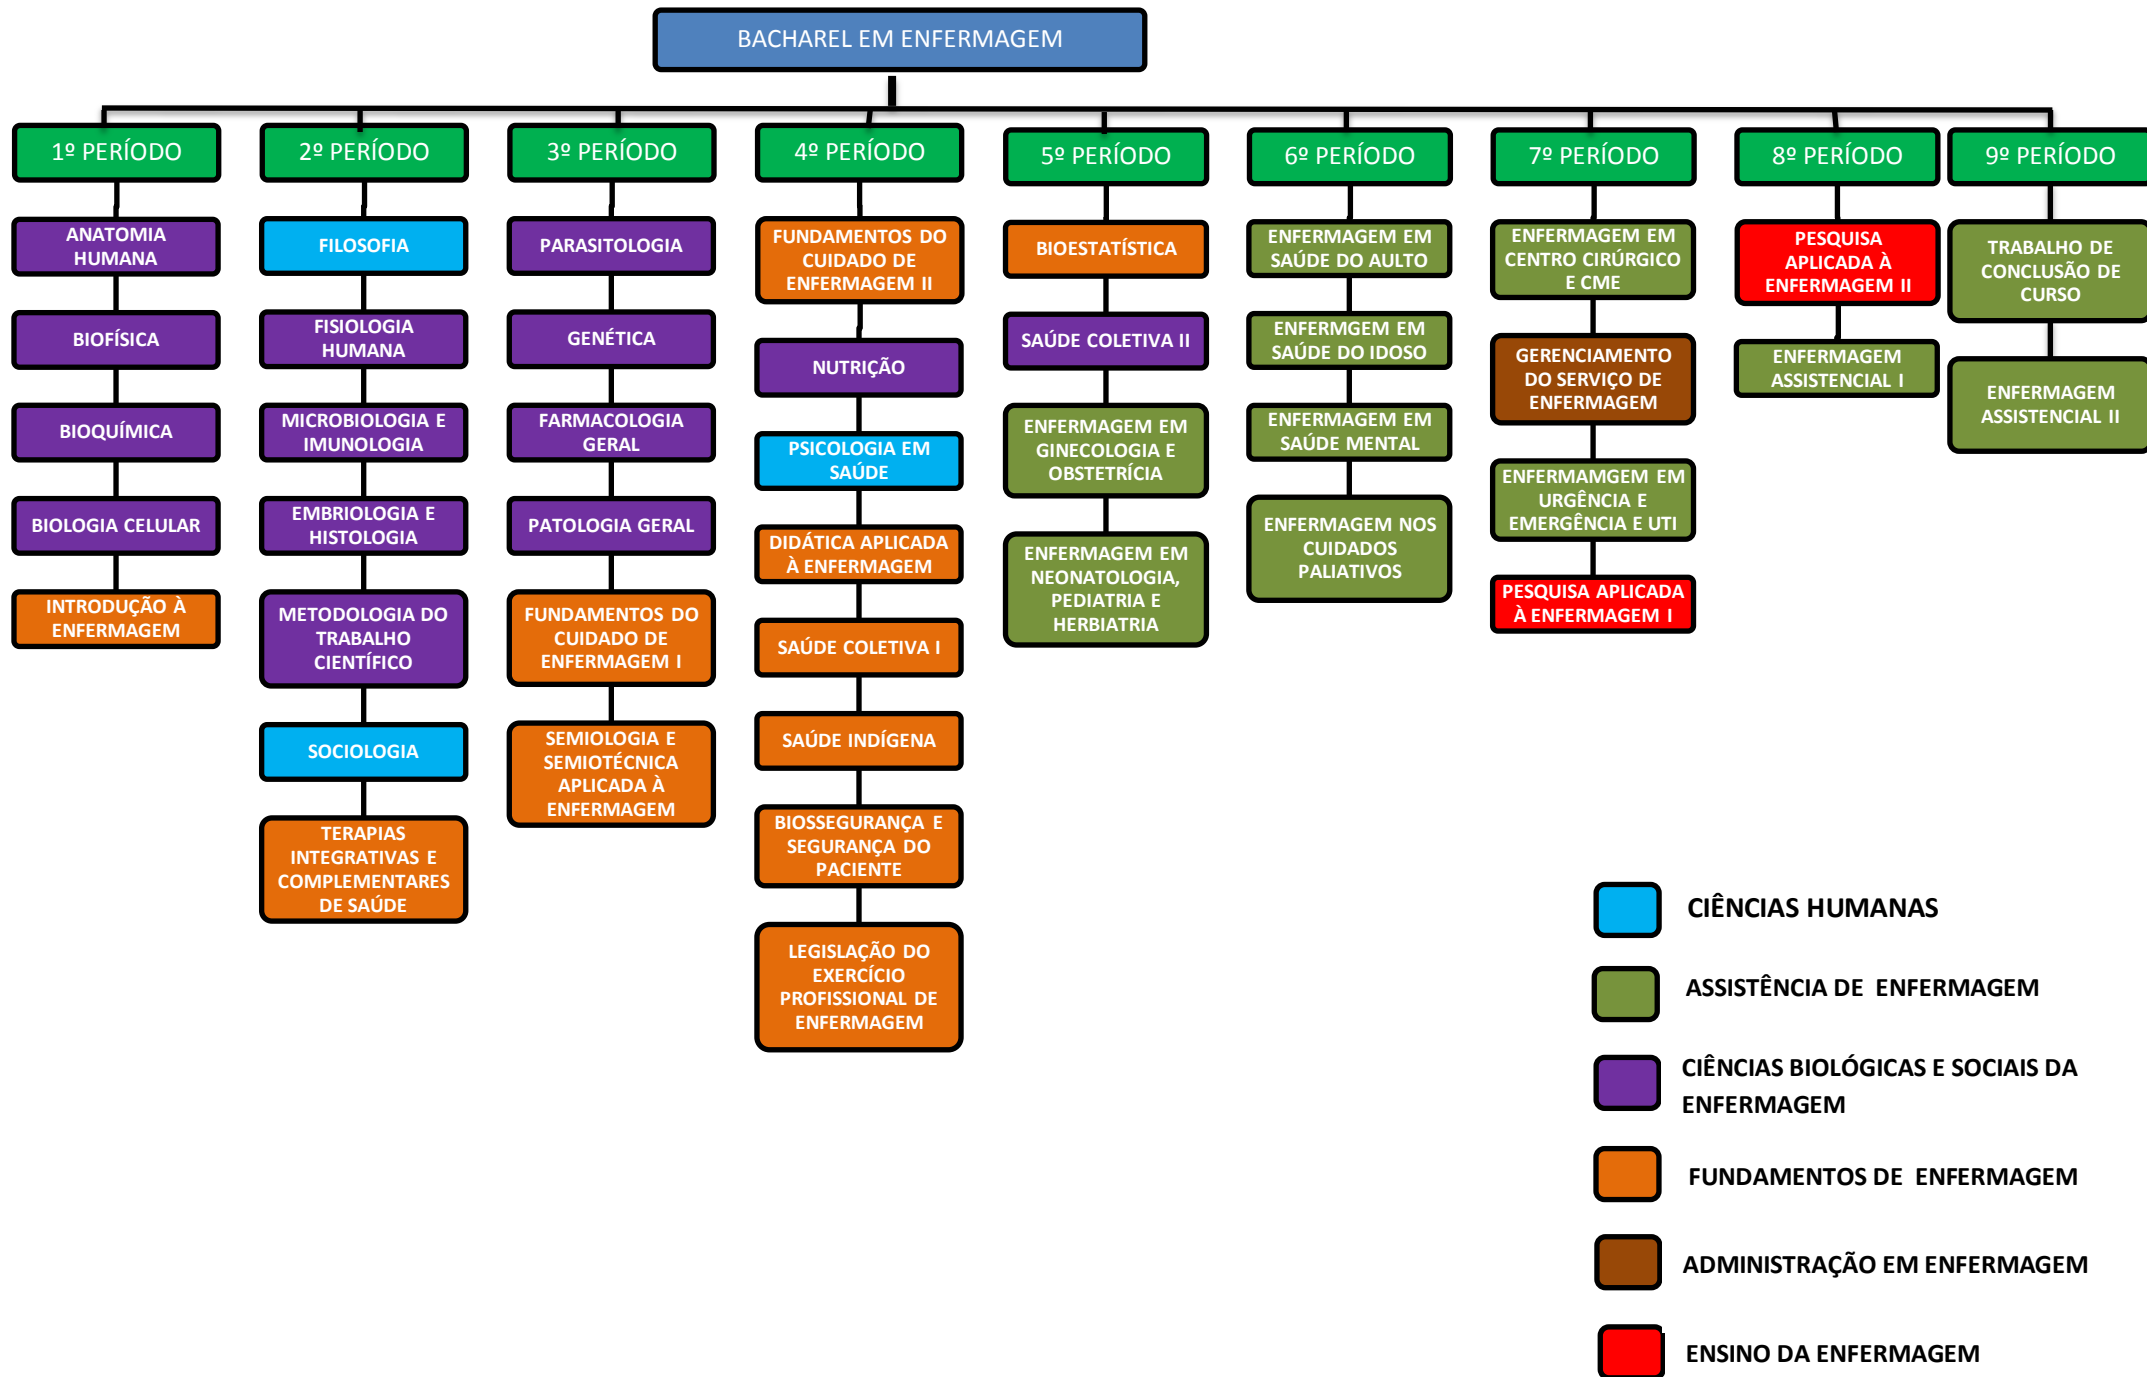 BACHAREL EM ENFERMAGEM
1º PERÍODO
ANATOMIA
HUMANA
BIOFÍSICA
BIOQUÍMICA
BIOLOGIA CELULAR
INTRODUÇÃO À
ENFERMAGEM
2º PERÍODO
FILOSOFIA
FISIOLOGIA
HUMANA
MICROBIOLOGIA E
IMUNOLOGIA
EMBRIOLOGIA E
HISTOLOGIA
METODOLOGIA DO
TRABALHO
CIENTÍFICO
SOCIOLOGIA
TERAPIAS
INTEGRATIVAS E
COMPLEMENTARES
DE SAÚDE
3º PERÍODO
PARASITOLOGIA
GENÉTICA
FARMACOLOGIA
GERAL
PATOLOGIA GERAL
FUNDAMENTOS DO
CUIDADO DE
ENFERMAGEM I
SEMIOLOGIA E
SEMIOTÉCNICA
APLICADA À
ENFERMAGEM
4º PERÍODO
FUNDAMENTOS DO
CUIDADO DE
ENFERMAGEM II
NUTRIÇÃO
PSICOLOGIA EM
SAÚDE
DIDÁTICA APLICADA
À ENFERMAGEM
SAÚDE COLETIVA I
SAÚDE INDÍGENA
BIOSSEGURANÇA E
SEGURANÇA DO
PACIENTE
LEGISLAÇÃO DO
EXERCÍCIO
PROFISSIONAL DE
ENFERMAGEM
5º PERÍODO
BIOESTATÍSTICA
SAÚDE COLETIVA II
ENFERMAGEM EM
GINECOLOGIA E
OBSTETRÍCIA
ENFERMAGEM EM
NEONATOLOGIA,
PEDIATRIA E
HERBIATRIA
6º PERÍODO
ENFERMAGEM EM
SAÚDE DO AULTO
ENFERMGEM EM
SAÚDE DO IDOSO
ENFERMAGEM EM
SAÚDE MENTAL
ENFERMAGEM NOS
CUIDADOS
PALIATIVOS
7º PERÍODO
ENFERMAGEM EM
CENTRO CIRÚRGICO
E CME
GERENCIAMENTO
DO SERVIÇO DE
ENFERMAGEM
ENFERMAMGEM EM
URGÊNCIA E
EMERGÊNCIA E UTI
PESQUISA APLICADA
À ENFERMAGEM I
8º PERÍODO
PESQUISA
APLICADA À
ENFERMAGEM II
ENFERMAGEM
ASSISTENCIAL I
9º PERÍODO
TRABALHO DE
CONCLUSÃO DE
CURSO
ENFERMAGEM
ASSISTENCIAL II
CIÊNCIAS HUMANAS
ASSISTÊNCIA DE ENFERMAGEM
CIÊNCIAS BIOLÓGICAS E SOCIAIS DA
ENFERMAGEM
FUNDAMENTOS DE ENFERMAGEM
ADMINISTRAÇÃO EM ENFERMAGEM
ENSINO DA ENFERMAGEM